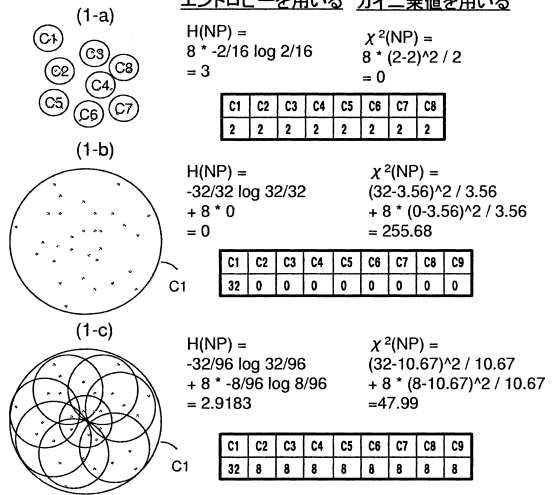 エントロピーを用いる カイ二乗値を用いる
(1-a)
C1
C3
C2
C8
C4
C5
C6
C7
H(NP) =
8 * -2/16 log 2/16
= 3
χ²(NP) =
8 * (2-2)^2 / 2
= 0
C1 C2 C3 C4 C5 C6 C7 C8
2 2 2 2 2 2 2 2
(1-b)
C1
H(NP) =
-32/32 log 32/32
+ 8 * 0
= 0
χ²(NP) =
(32-3.56)^2 / 3.56
+ 8 * (0-3.56)^2 / 3.56
= 255.68
C1 C2 C3 C4 C5 C6 C7 C8 C9
32 0 0 0 0 0 0 0 0
(1-c)
C1
H(NP) =
-32/96 log 32/96
+ 8 * -8/96 log 8/96
= 2.9183
χ²(NP) =
(32-10.67)^2 / 10.67
+ 8 * (8-10.67)^2 / 10.67
=47.99
C1 C2 C3 C4 C5 C6 C7 C8 C9
32 8 8 8 8 8 8 8 8